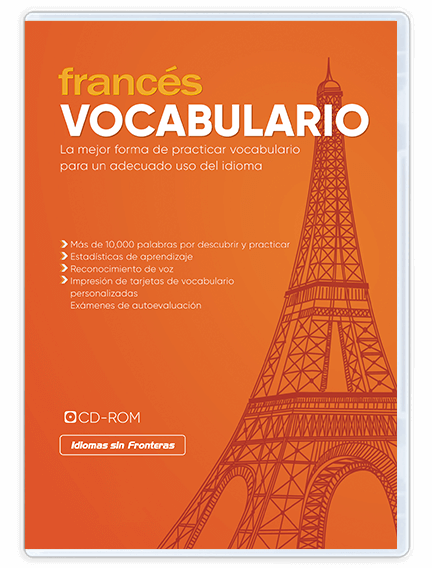 francés
VOCABULARIO
La mejor forma de practicar vocabulario
para un adecuado uso del idioma
Más de 10,000 palabras por descubrir y practicar
Estadísticas de aprendizaje
Reconocimiento de voz
Impresión de tarjetas de vocabulario
personalizadas
Exámenes de autoevaluación
CD-ROM
Idiomas sin Fronteras